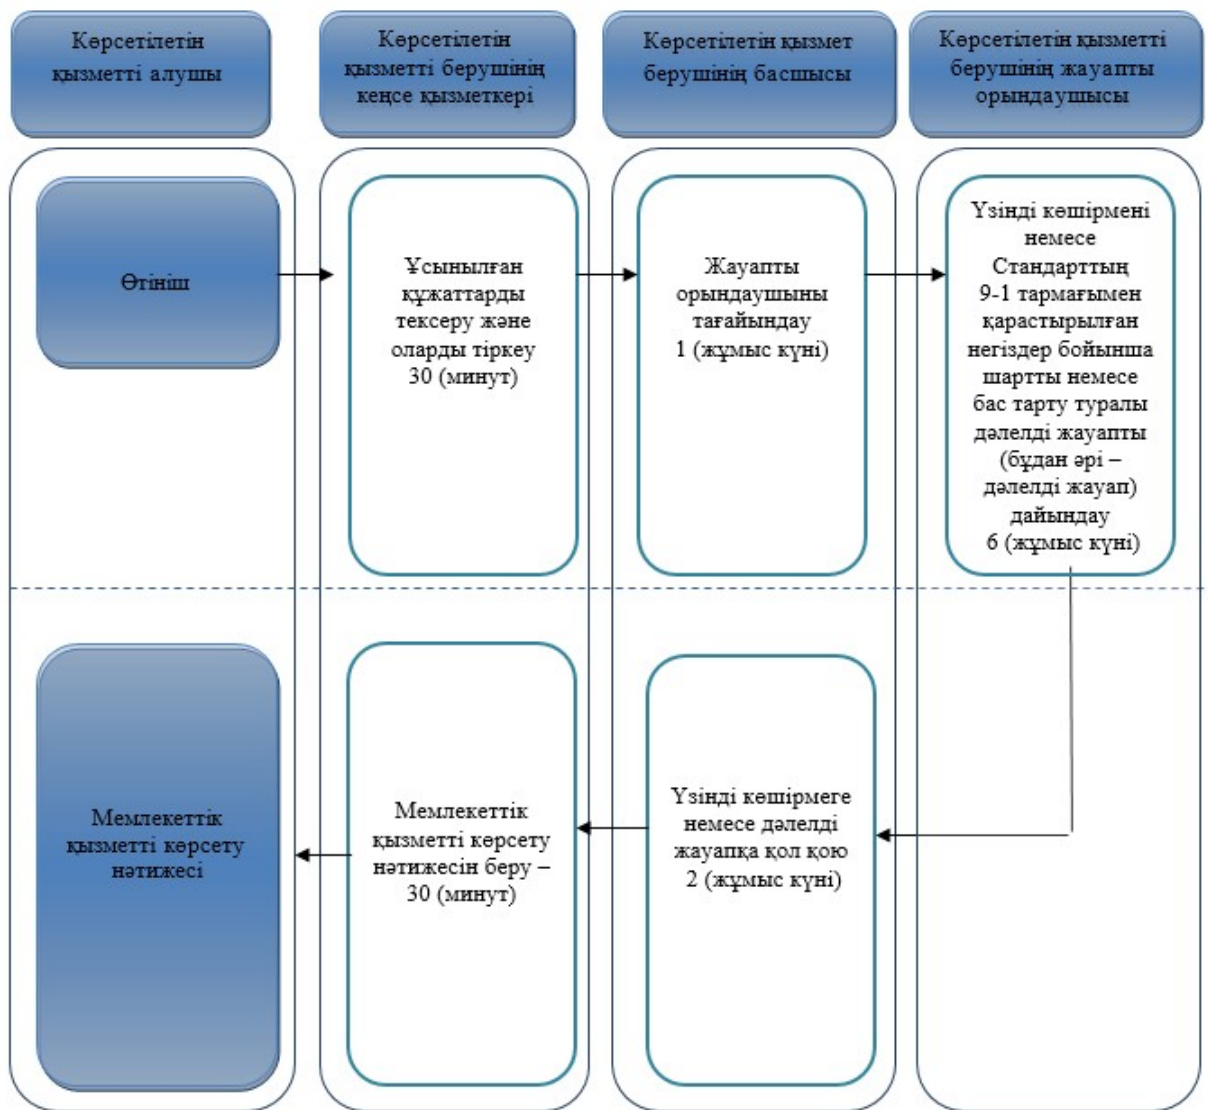 Көрсетілетін
қызметті алушы
Көрсетілетін
қызметті берушінің
кеңсе қызметкері
Көрсетілетін қызмет
берушінің басшысы
Көрсетілетін қызметті
берушінің жауапты
орындаушысы
Өтініш
Ұсынылған
құжаттарды
тексеру және
оларды тіркеу
30 (минут)
Жауапты
орындаушыны
тағайындау
1 (жұмыс күні)
Үзінді көшірмені
немесе
Стандарттың
9-1 тармағымен
қарастырылған
негіздер бойынша
шартты немесе
бас тарту туралы
дәлелді жауапты
(бұдан әрі –
дәлелді жауап)
дайындау
6 (жұмыс күні)
Мемлекеттік
қызметті көрсету
нәтижесі
Мемлекеттік
қызметті көрсету
нәтижесін беру –
30 (минут)
Үзінді көшірмеге
немесе дәлелді
жауапқа қол қою
2 (жұмыс күні)